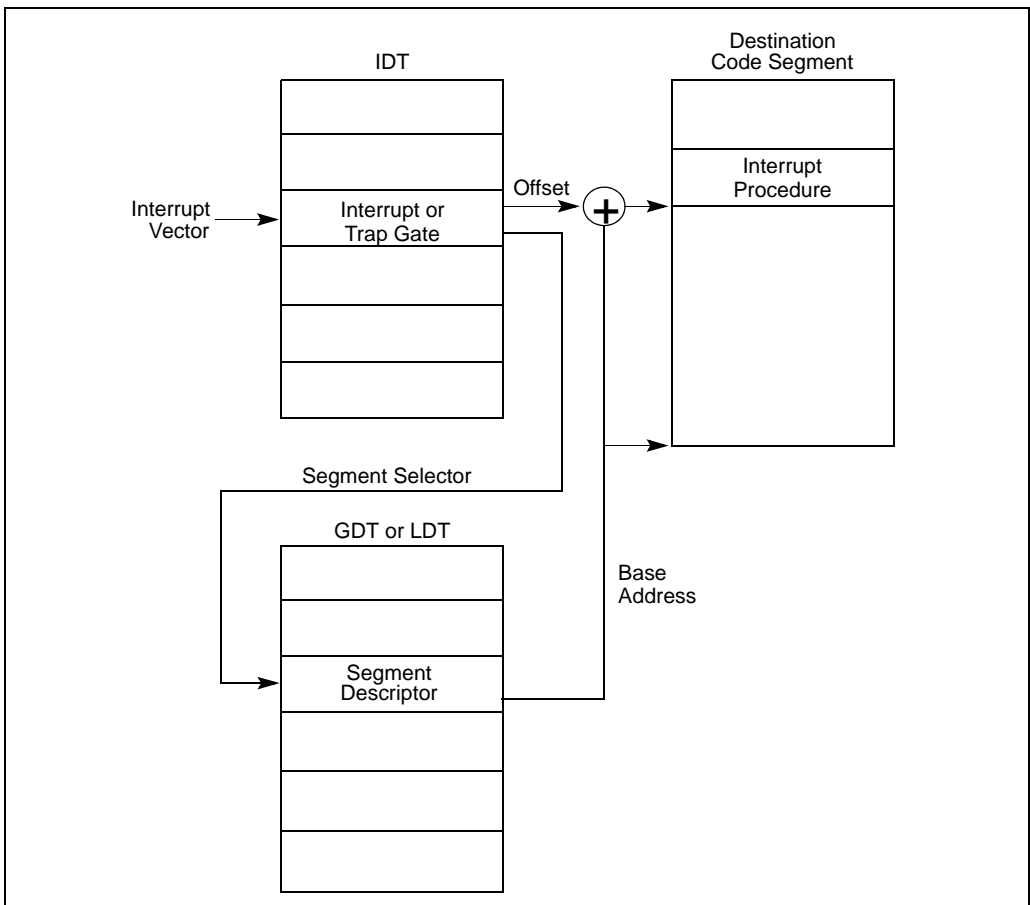 Destination
Code Segment
IDT
Interrupt
Procedure
Offset
+
Interrupt
Vector
Interrupt or
Trap Gate
Segment Selector
GDT or LDT
Base
Address
Segment
Descriptor